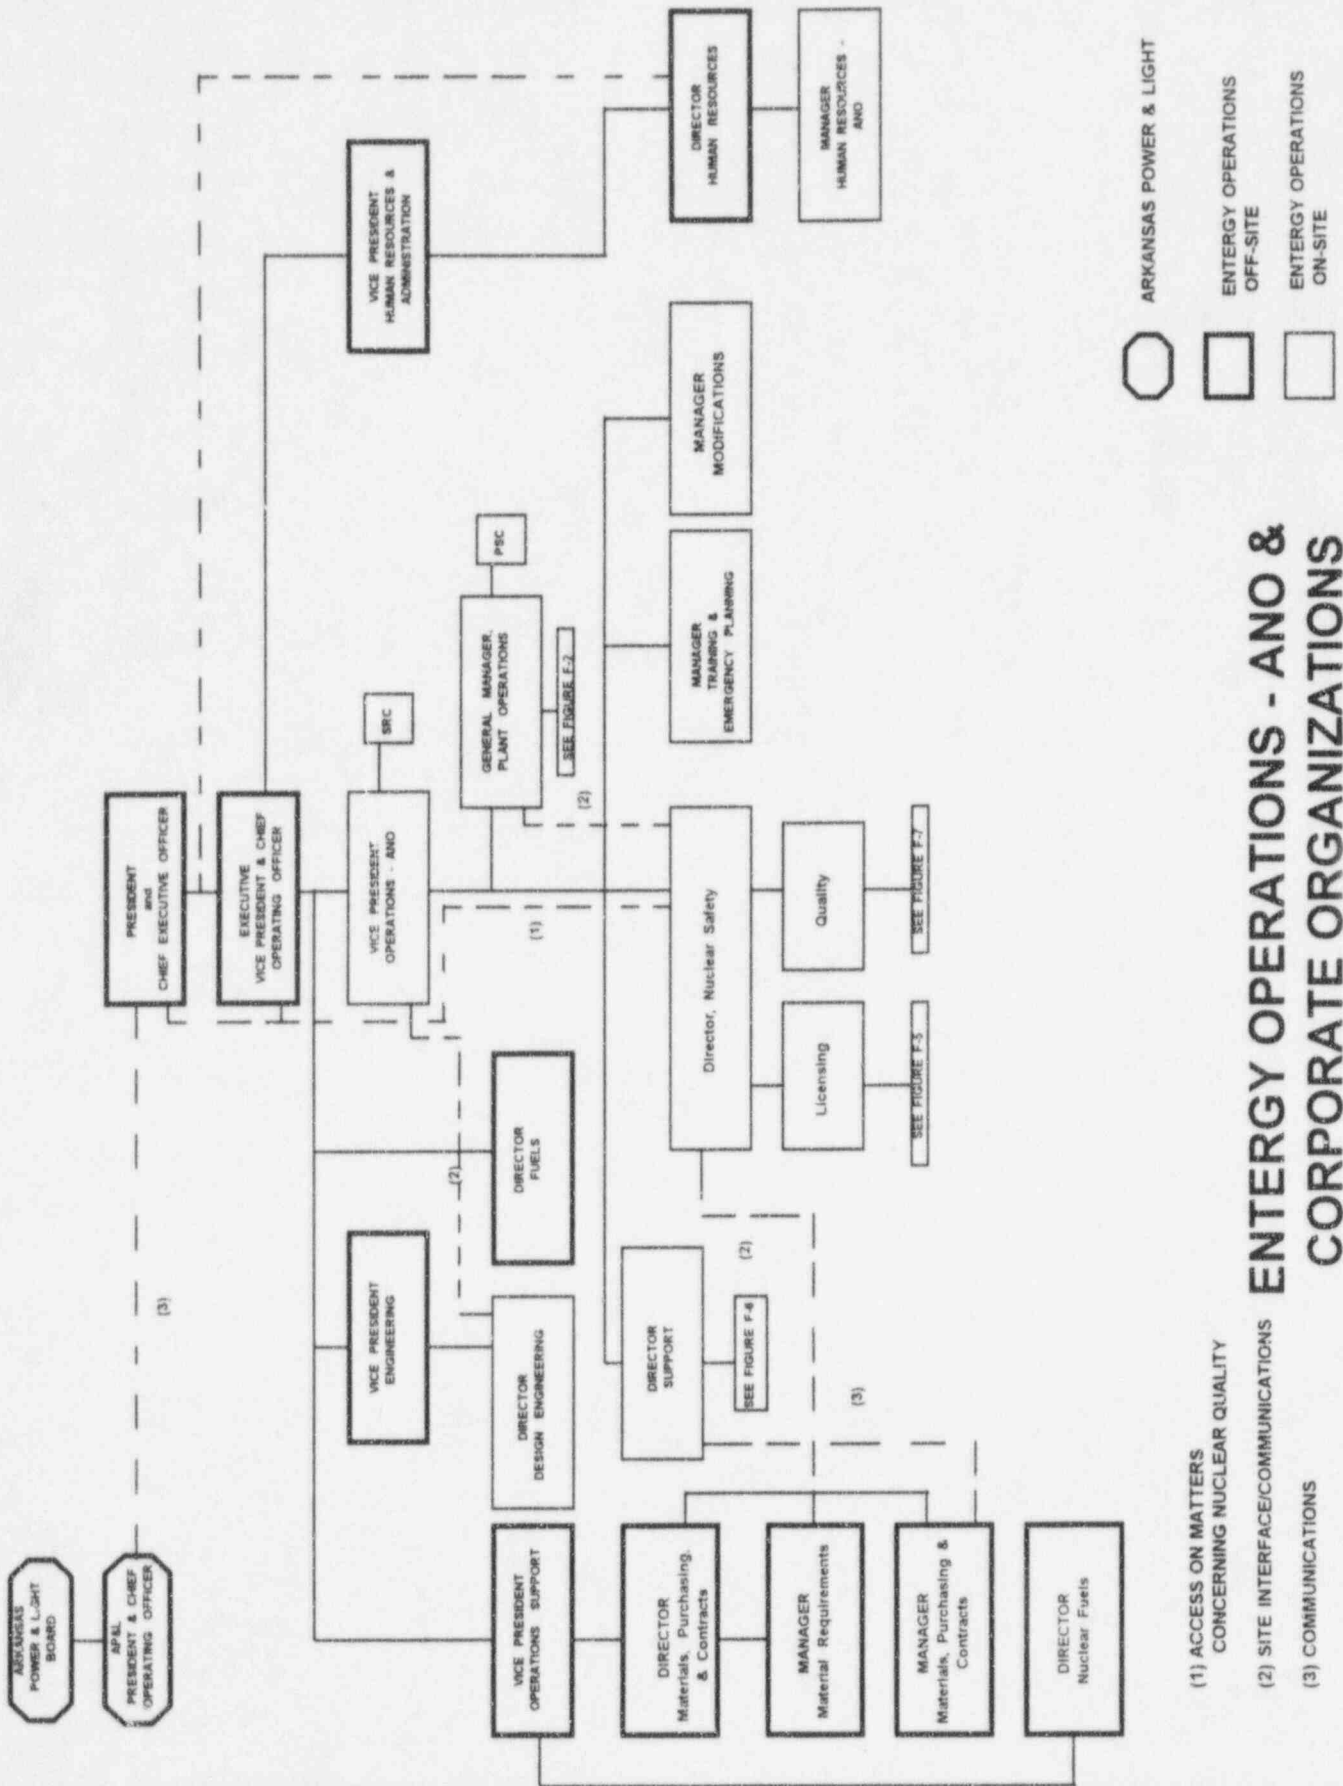 ARKANSAS
POWER & LIGHT
BOARD
AP&L
PRESIDENT & CHIEF
OPERATING OFFICER
(3)
PRESIDENT
and
CHIEF EXECUTIVE OFFICER
EXECUTIVE
VICE PRESIDENT & CHIEF
OPERATING OFFICER
VICE PRESIDENT
ENGINEERING
VICE PRESIDENT
OPERATIONS - ANO
SRC
VICE PRESIDENT
HUMAN RESOURCES &
ADMINISTRATION
(2)
VICE PRESIDENT
OPERATIONS SUPPORT
DIRECTOR
DESIGN ENGINEERING
DIRECTOR
FUELS
(1)
GENERAL MANAGER,
PLANT OPERATIONS
PSC
SEE FIGURE F-2
(2)
DIRECTOR
Materials, Purchasing,
& Contracts
DIRECTOR
SUPPORT
Director, Nuclear Safety
MANAGER
TRAINING &
EMERGENCY PLANNING
MANAGER
MODIFICATIONS
DIRECTOR
HUMAN RESOURCES
SEE FIGURE F-6
(2)
MANAGER
Material Requirements
Licensing
Quality
MANAGER
HUMAN RESOURCES -
ANO
(3)
MANAGER
Materials, Purchasing &
Contracts
SEE FIGURE F-5
SEE FIGURE F-7
DIRECTOR
Nuclear Fuels
ARKANSAS POWER & LIGHT
ENTERGY OPERATIONS
OFF-SITE
ENTERGY OPERATIONS
ON-SITE
(1) ACCESS ON MATTERS
CONCERNING NUCLEAR QUALITY
(2) SITE INTERFACE/COMMUNICATIONS
(3) COMMUNICATIONS
ENTERGY OPERATIONS - ANO &
CORPORATE ORGANIZATIONS